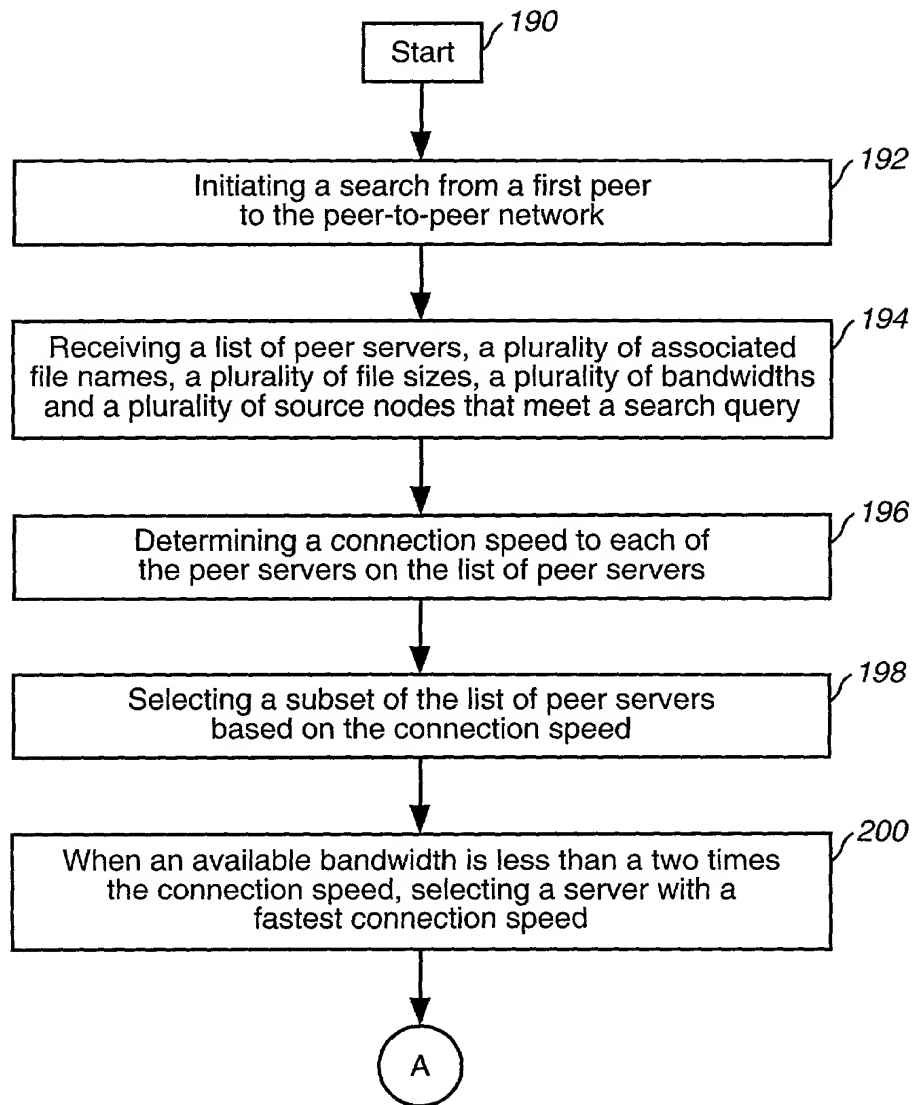 Start
190
192
Initiating a search from a first peer
to the peer-to-peer network
194
Receiving a list of peer servers, a plurality of associated
file names, a plurality of file sizes, a plurality of bandwidths
and a plurality of source nodes that meet a search query
196
Determining a connection speed to each of
the peer servers on the list of peer servers
198
Selecting a subset of the list of peer servers
based on the connection speed
200
When an available bandwidth is less than a two times
the connection speed, selecting a server with a
fastest connection speed
A